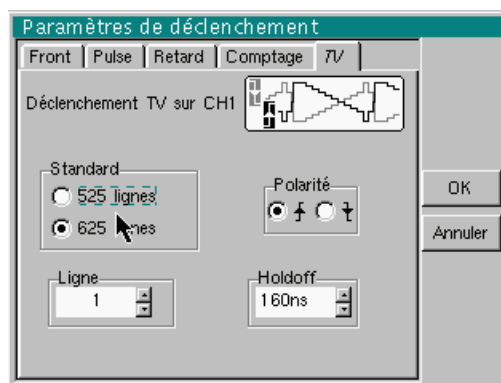 Paramètres de déclenchement
Front Pulse Retard Comptage TV
Déclenchement TV sur CH1
Standard
525 lignes
625 nes
Polarité
OK
Annuler
Ligne
1
Holdoff
160ns